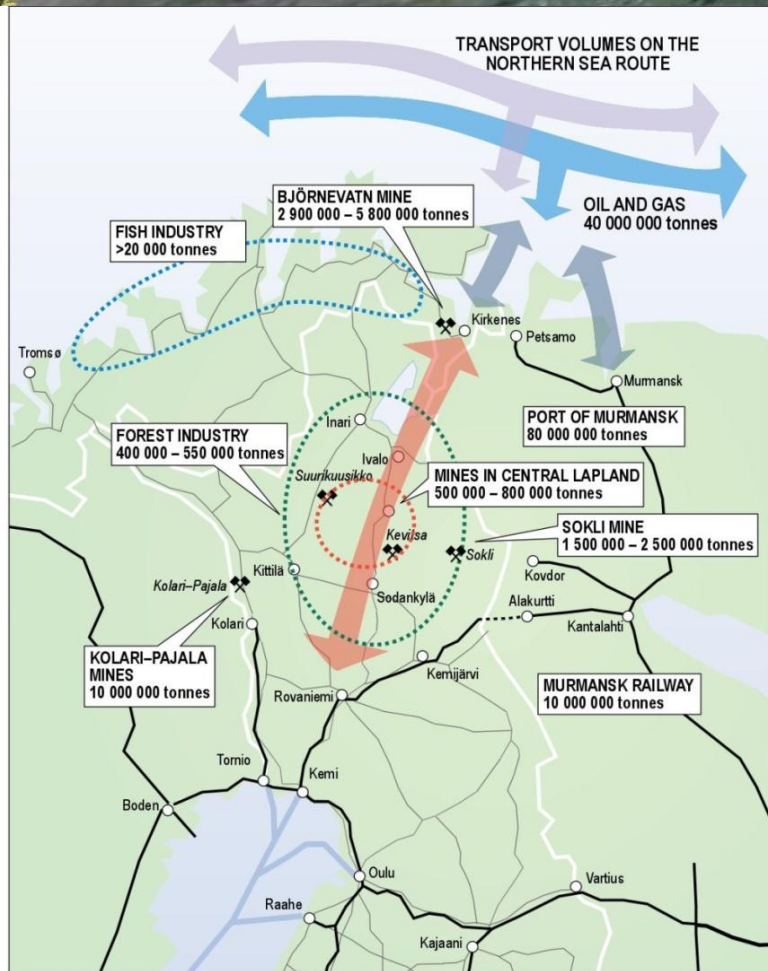 TRANSPORT VOLUMES ON THE
NORTHERN SEA ROUTE
BJÖRNEVATN MINE
2 900 000 – 5 800 000 tonnes
OIL AND GAS
40 000 000 tonnes
FISH INDUSTRY
>20 000 tonnes
Kirkenes
Petsamo
Tromsø
Murmansk
Inari
PORT OF MURMANSK
80 000 000 tonnes
FOREST INDUSTRY
400 000 – 550 000 tonnes
Ivalo
Suurikuusikko
MINES IN CENTRAL LAPLAND
500 000 – 800 000 tonnes
Kevilsa
SOKLI MINE
1 500 000 – 2 500 000 tonnes
Sokli
Kittilä
Kovdor
Kolari–Pajala
Sodankylä
Alakurtti
Kolari
Kantalahti
KOLARI–PAJALA
MINES
10 000 000 tonnes
Kemijärvi
MURMANSK RAILWAY
10 000 000 tonnes
Rovaniemi
Tornio
Kemi
Boden
Oulu
Vartius
Raahe
Kajaani